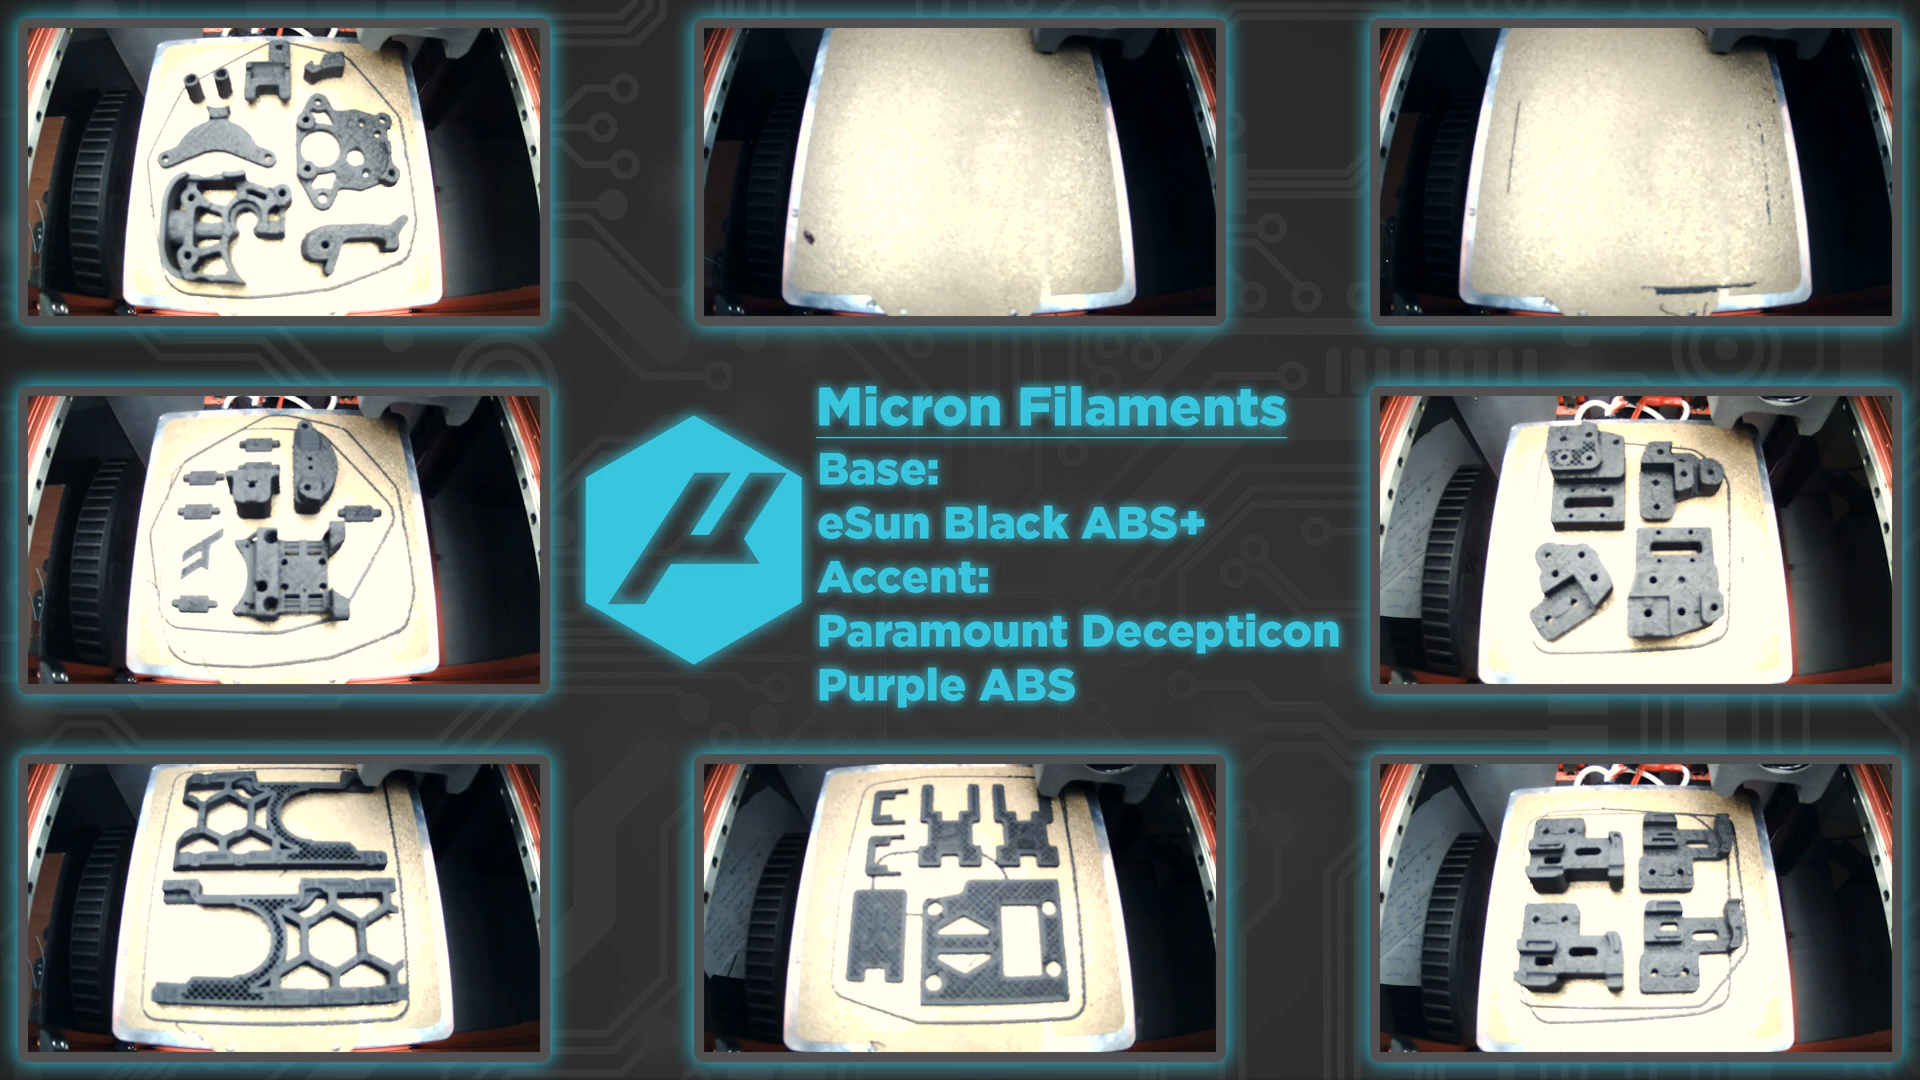 Micron Filaments
Base:
eSun Black ABS+
Accent:
Paramount Decepticon
Purple ABS
µ